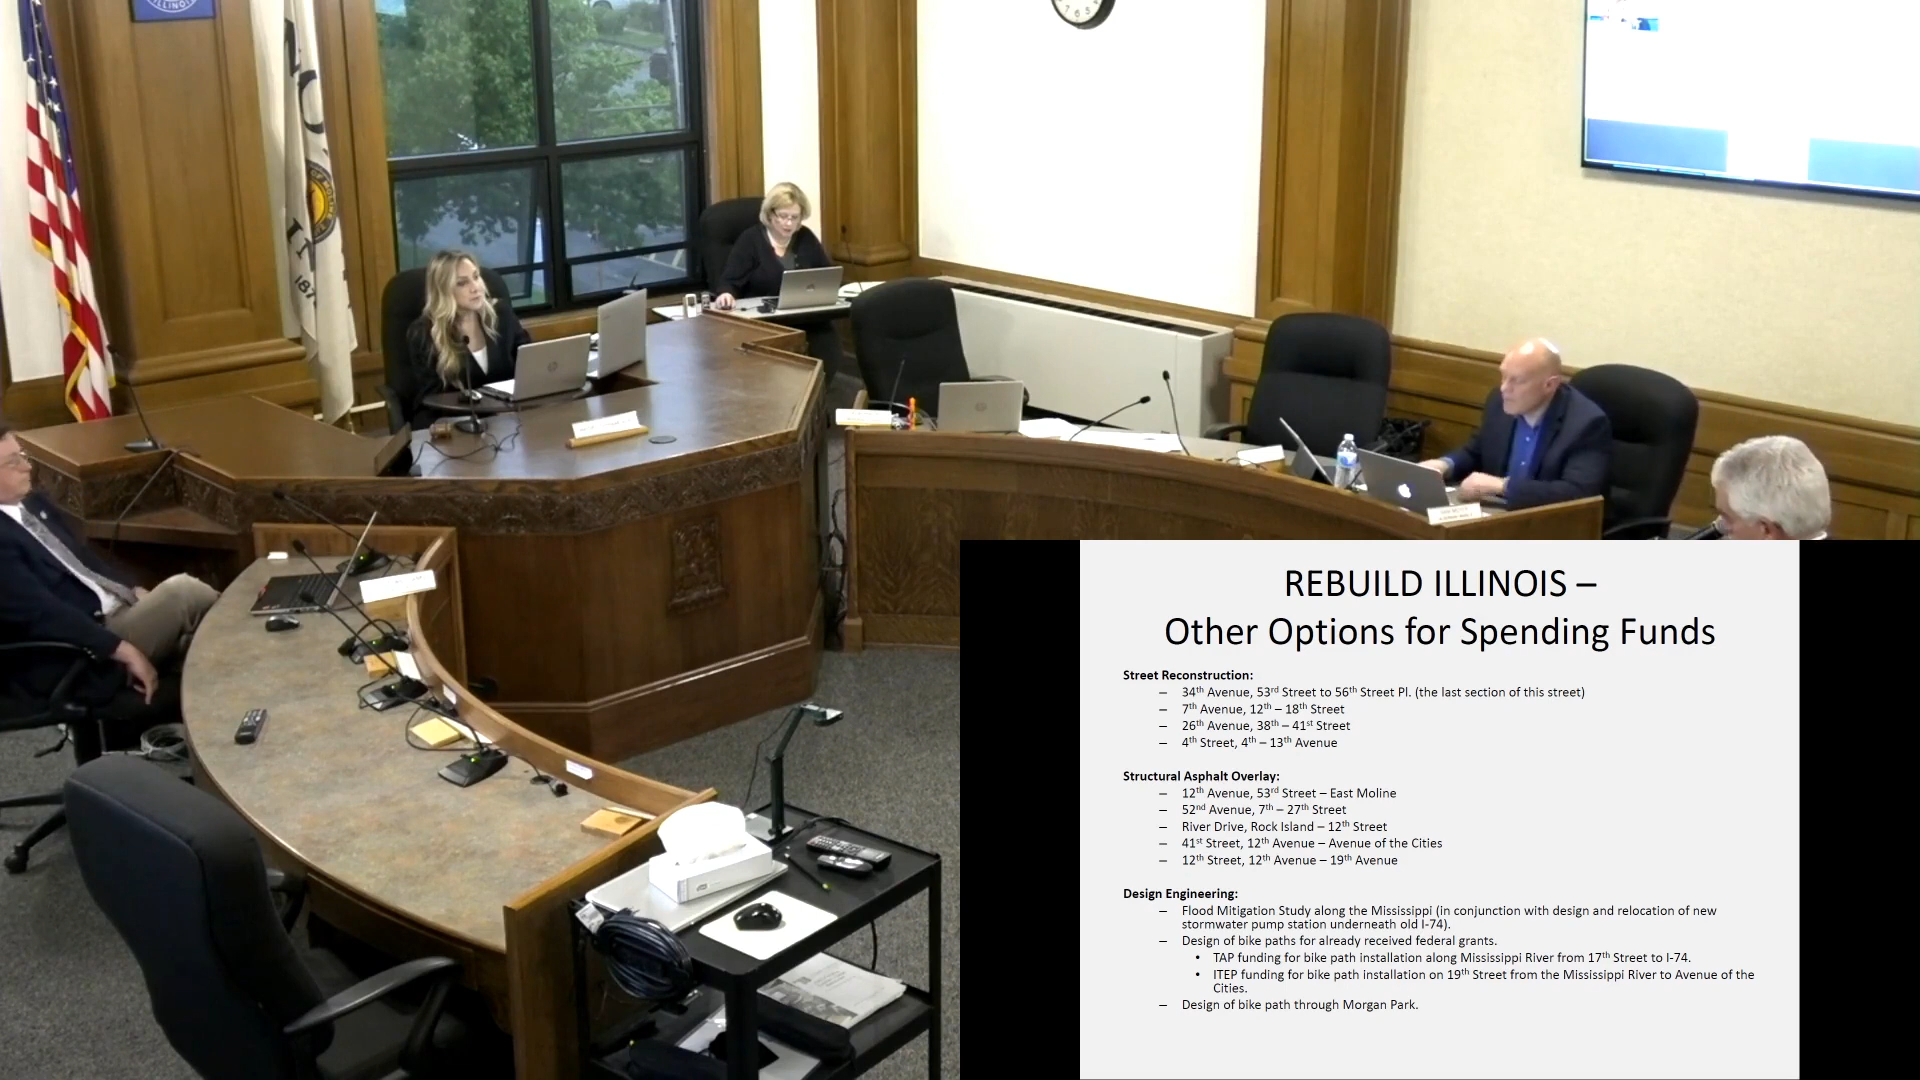 ILLINOIS
REBUILD ILLINOIS –
Other Options for Spending Funds
Street Reconstruction:
– 34th Avenue, 53rd Street to 56th Street Pl. (the last section of this street)
– 7th Avenue, 12th – 18th Street
– 26th Avenue, 38th – 41st Street
– 4th Street, 4th – 13th Avenue
Structural Asphalt Overlay:
– 12th Avenue, 53rd Street – East Moline
– 52nd Avenue, 7th – 27th Street
– River Drive, Rock Island – 12th Street
– 41st Street, 12th Avenue – Avenue of the Cities
– 12th Street, 12th Avenue – 19th Avenue
Design Engineering:
– Flood Mitigation Study along the Mississippi (in conjunction with design and relocation of new
stormwater pump station underneath old I-74).
– Design of bike paths for already received federal grants.
• TAP funding for bike path installation along Mississippi River from 17th Street to I-74.
• ITEP funding for bike path installation on 19th Street from the Mississippi River to Avenue of the
Cities.
– Design of bike path through Morgan Park.